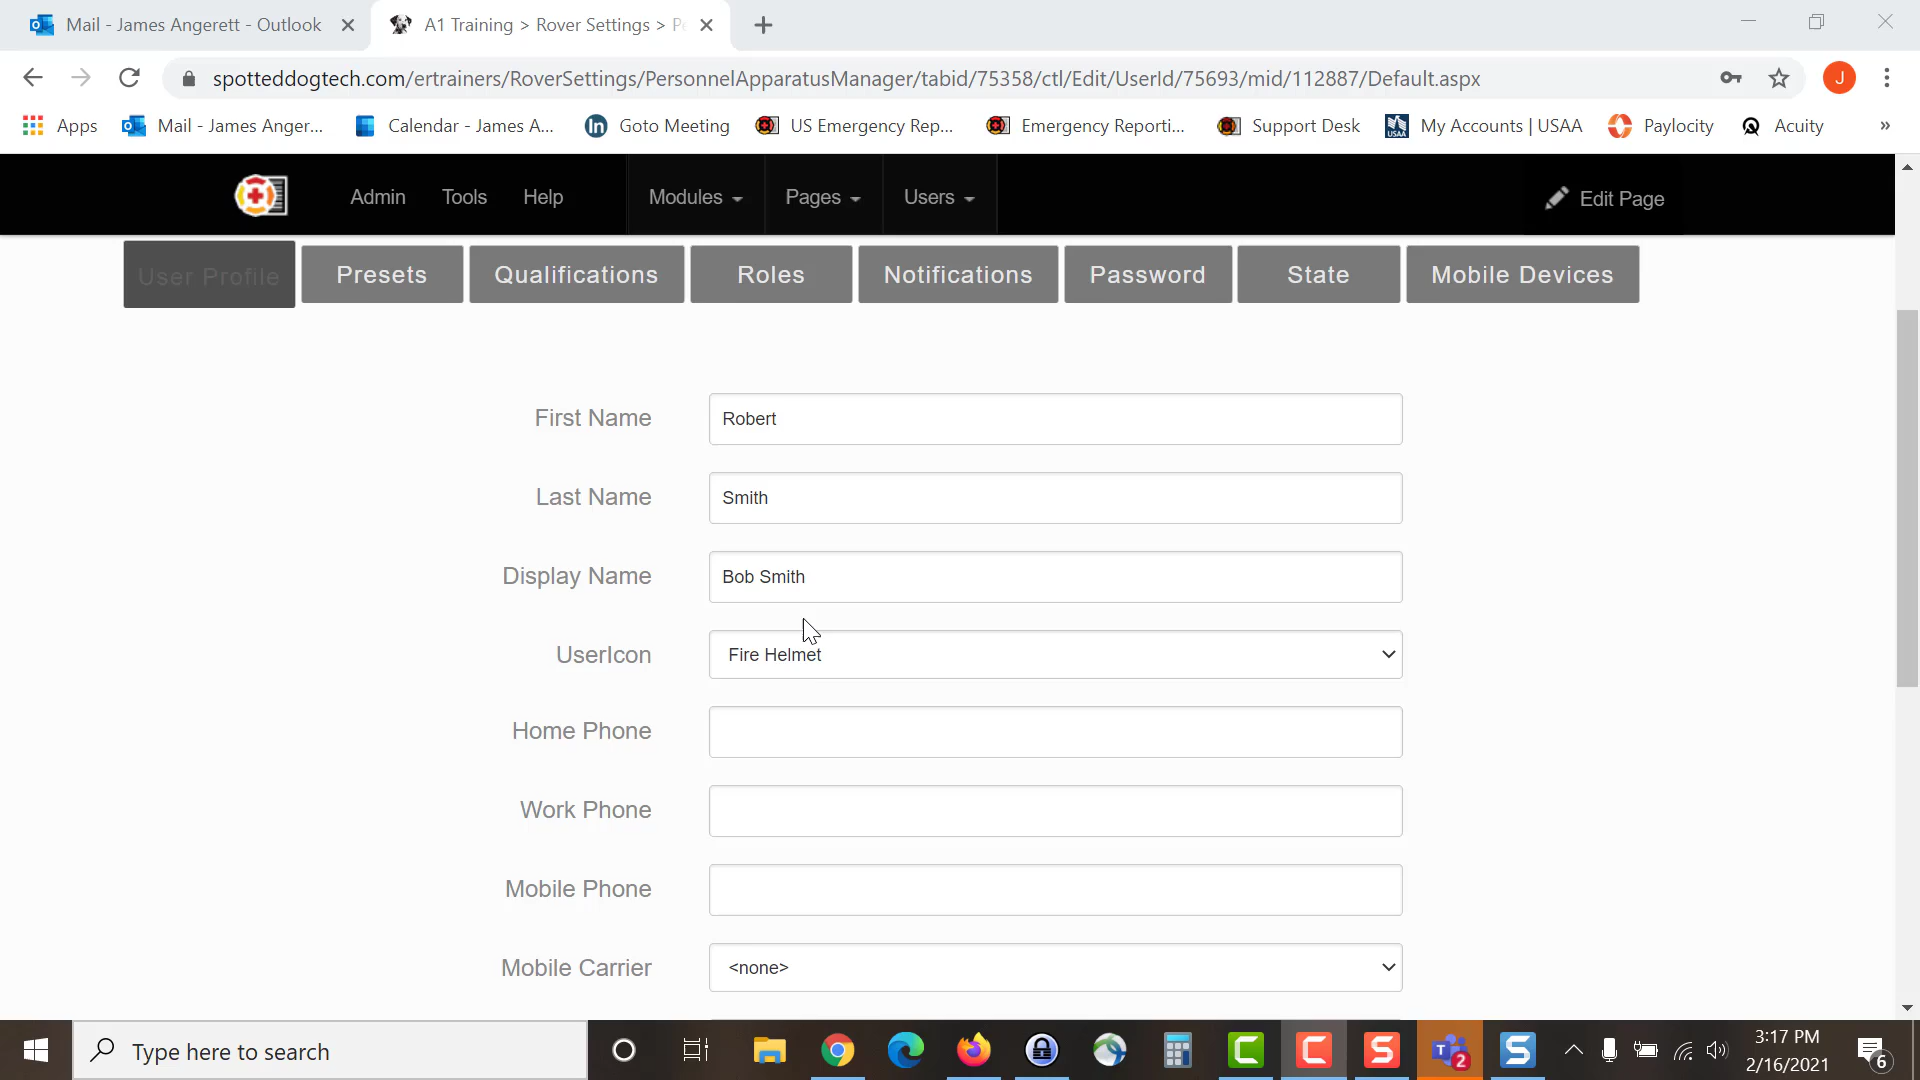 Mail - James Angerett - Outlook
A1 Training > Rover Settings > Pe
spotteddogtech.com/ertrainers/RoverSettings/PersonnelApparatusManager/tabid/75358/ctl/Edit/UserId/75693/mid/112887/Default.aspx
J
Apps
Mail - James Anger...
Calendar - James A...
Goto Meeting
US Emergency Rep...
Emergency Reporti...
Support Desk
USAA
My Accounts | USAA
Paylocity
Acuity
»
Admin
Tools
Help
Modules
Pages
Users
Edit Page
User Profile
Presets
Qualifications
Roles
Notifications
Password
State
Mobile Devices
First Name
Robert
Last Name
Smith
Display Name
Bob Smith
UserIcon
Fire Helmet
Home Phone
Work Phone
Mobile Phone
Mobile Carrier
<none>
Type here to search
2
3:17 PM
2/16/2021
6